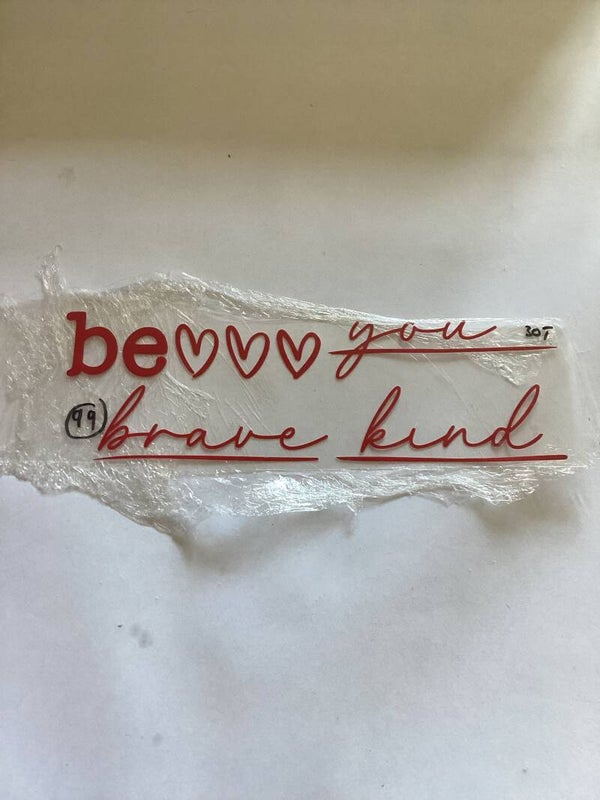 be♡♡♡ you 30T
99 brave kind